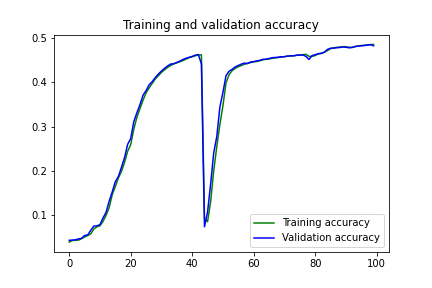 Training and validation accuracy
0.5
0.4
0.3
0.2
0.1
0 20 40 60 80 100
Training accuracy
Validation accuracy